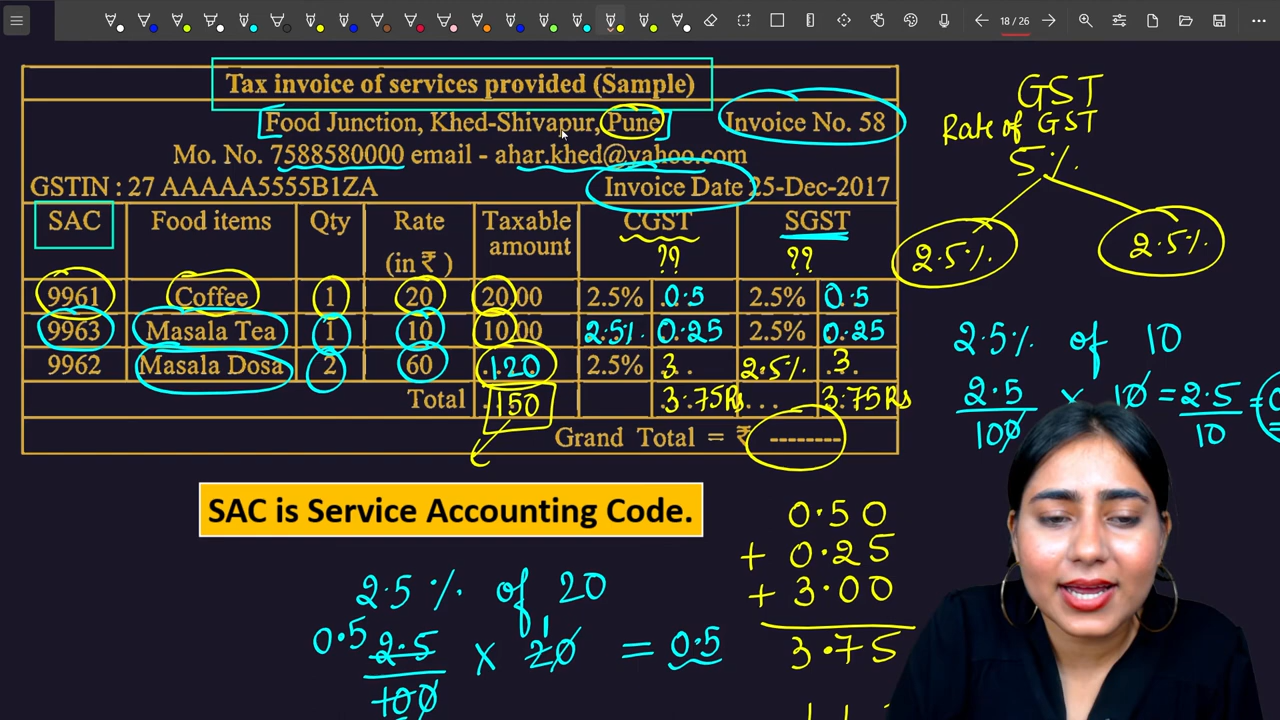 18 / 26
Tax invoice of services provided (Sample)
Food Junction, Khed-Shivapur, Pune Invoice No. 58
Mo. No. 7588580000 email - ahar.khed@yahoo.com
GSTIN : 27 AAAAA5555B1ZA Invoice Date 25-Dec-2017
SAC Food items Qty Rate (in ₹ ) Taxable amount CGST ?? SGST ??
9961 Coffee 1 20 20.00 2.5% 0.5 2.5% 0.5
9963 Masala Tea 1 10 10.00 2.5% 0.25 2.5% 0.25
9962 Masala Dosa 2 60 120 2.5% 3 2.5% 3
Total 150 3.75Rs 3.75Rs
Grand Total = ₹ --------
SAC is Service Accounting Code.
GST
Rate of GST
5%
2.5% 2.5%
2.5% of 10
2.5/100 x 10 = 2.5/10 =
2.5 % of 20
0.5 2.5/100 x 20 = 0.5
1
0.50
+ 0.25
+ 3.00
3.75